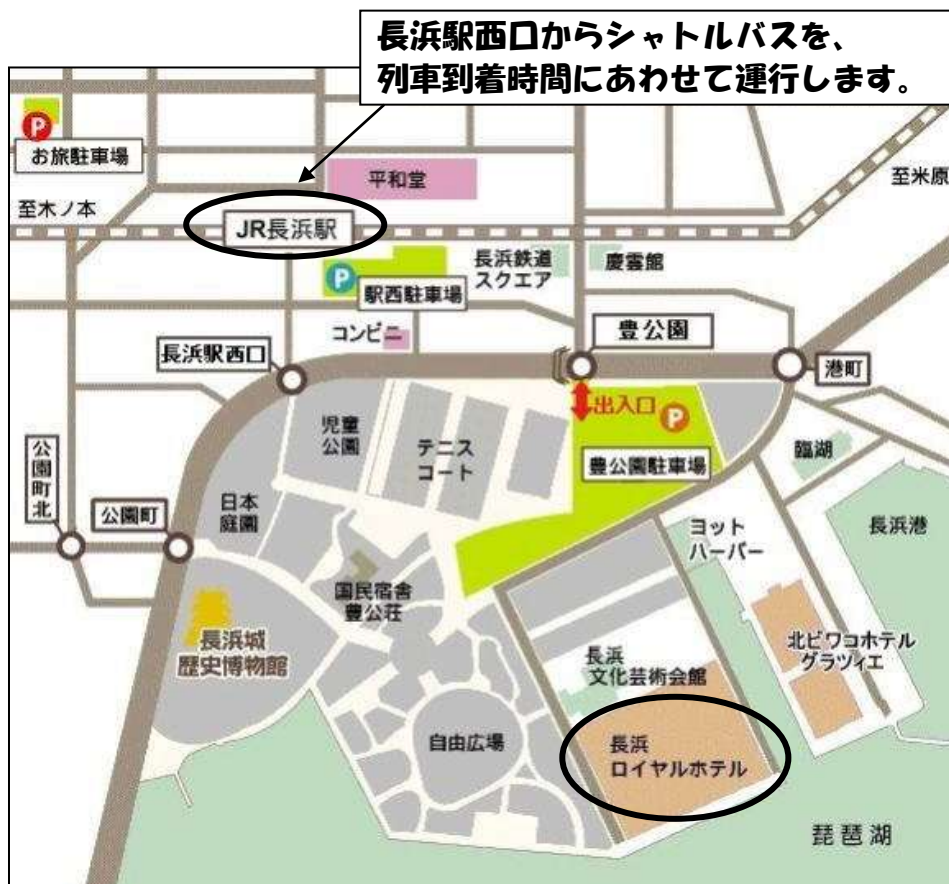 長浜駅西口からシャトルバスを、
列車到着時間にあわせて運行します。
P
お旅駐車場
平和堂
至米原
至木ノ本
JR長浜駅
長浜鉄道
スクエア
慶雲館
P
駅西駐車場
コンビニ
豊公園
長浜駅西口
港町
出入口
P
児童
公園
テニス
コート
豊公園駐車場
臨湖
公園町北
公園町
日本
庭園
ヨット
ハーバー
長浜港
国民宿舎
豊公荘
長浜城
歴史博物館
北ビワコホテル
グラツィエ
長浜
文化芸術会館
自由広場
長浜
ロイヤルホテル
琵琶湖